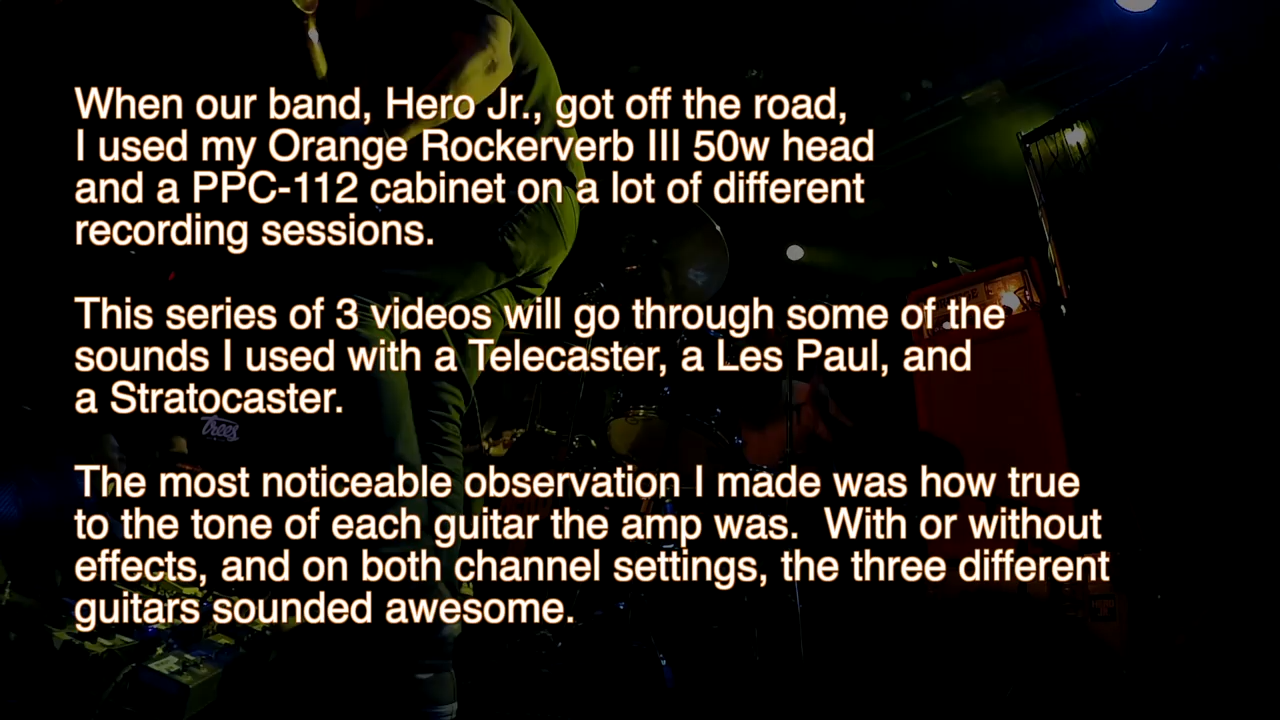 When our band, Hero Jr., got off the road,
I used my Orange Rockerverb III 50w head
and a PPC-112 cabinet on a lot of different
recording sessions.
This series of 3 videos will go through some of the
sounds I used with a Telecaster, a Les Paul, and
a Stratocaster.
trees
The most noticeable observation I made was how true
to the tone of each guitar the amp was.  With or without
effects, and on both channel settings, the three different
guitars sounded awesome.